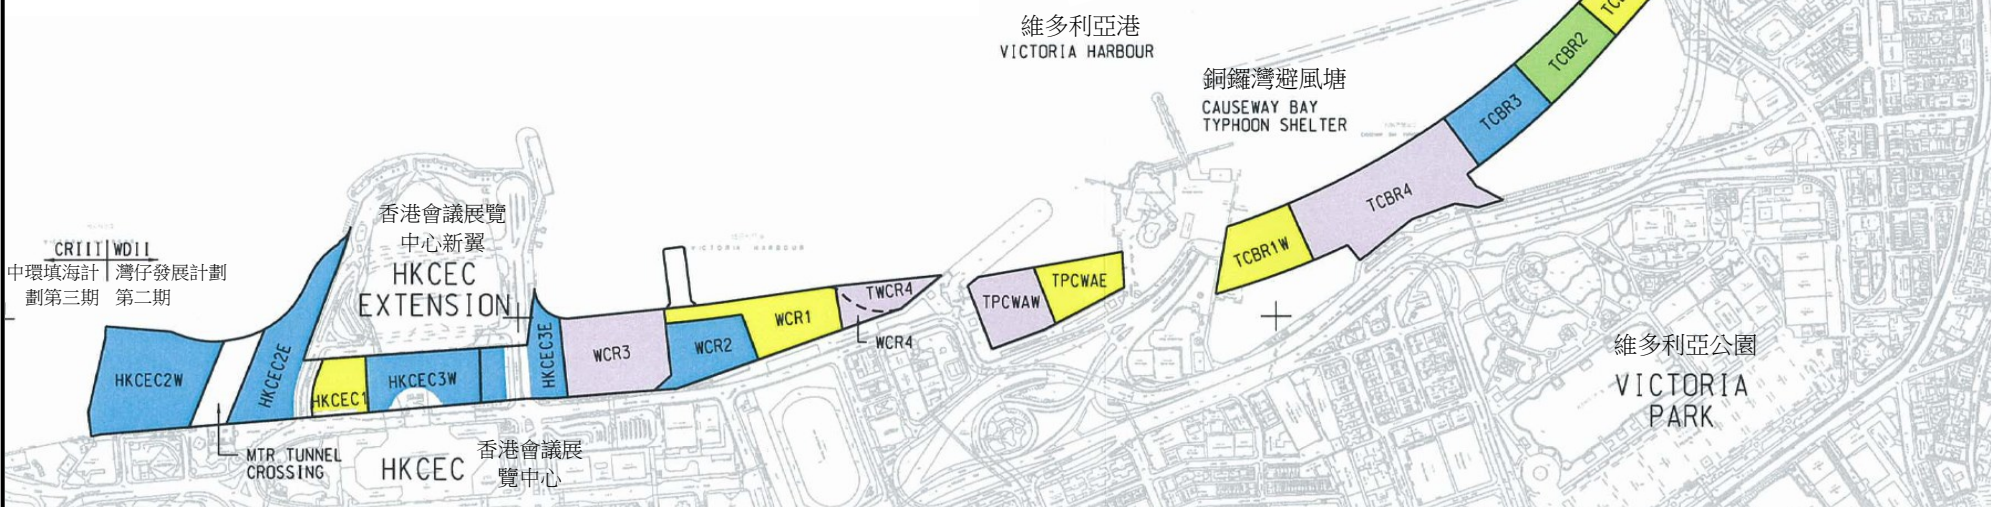 維多利亞港
VICTORIA HARBOUR
銅鑼灣避風塘
CAUSEWAY BAY
TYPHOON SHELTER
TCBR2
TCBR3
TCBR4
TCBR1W
香港會議展覽
中心新翼
HKCEC
EXTENSION
CRIII WDII
中環填海計
劃第三期
灣仔發展計劃
第二期
VICTORIA HARBOUR
HKCEC2W
HKCEC2E
HKCEC1
HKCEC3W
HKCEC3E
WCR3
WCR2
WCR1
TWCR4
WCR4
TPCWAW
TPCWAE
維多利亞公園
VICTORIA
PARK
MTR TUNNEL
CROSSING
HKCEC
香港會議展
覽中心